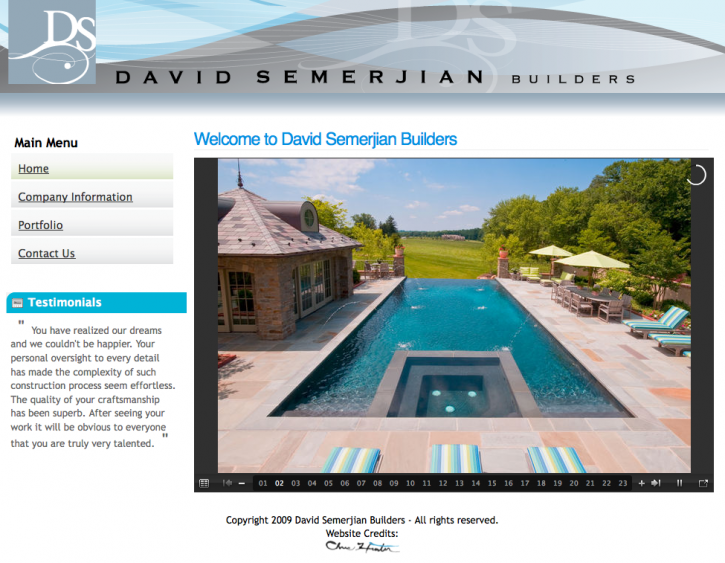 DS
DAVID SEMERJIAN BUILDERS
Main Menu
Home
Company Information
Portfolio
Contact Us
Testimonials
" You have realized our dreams
and we couldn't be happier. Your
personal oversight to every detail
has made the complexity of such
construction process seem effortless.
The quality of your craftsmanship
has been superb. After seeing your
work it will be obvious to everyone
that you are truly very talented. "
Welcome to David Semerjian Builders
01 02 03 04 05 06 07 08 09 10 11 12 13 14 15 16 17 18 19 20 21 22 23
Copyright 2009 David Semerjian Builders - All rights reserved.
Website Credits: